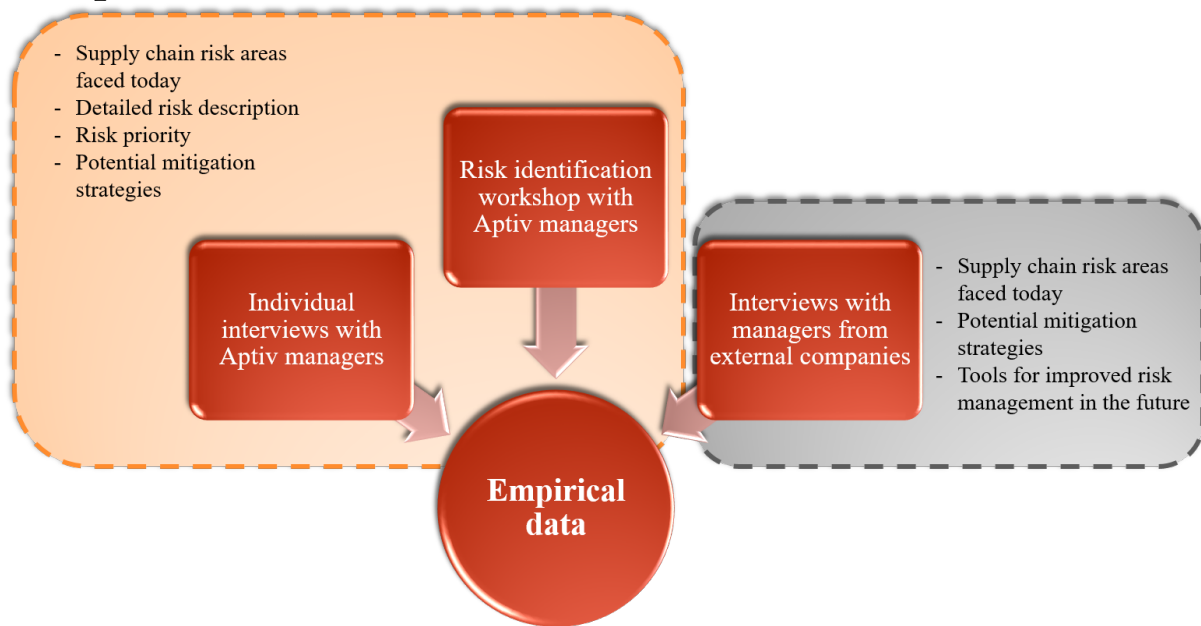 - Supply chain risk areas
faced today
- Detailed risk description
- Risk priority
- Potential mitigation
strategies
Risk identification
workshop with
Aptiv managers
Individual
interviews with
Aptiv managers
Interviews with
managers from
external companies
- Supply chain risk areas
faced today
- Potential mitigation
strategies
- Tools for improved risk
management in the future
Empirical
data